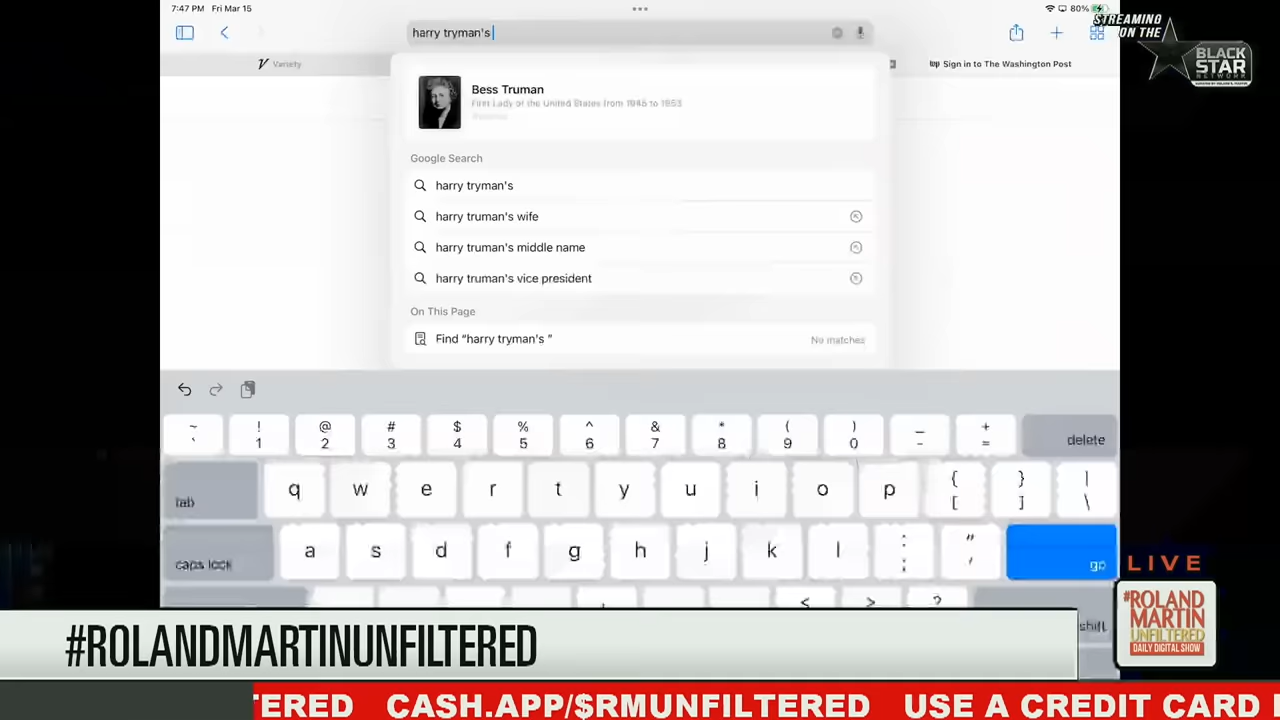 7:47 PM Fri Mar 15
80%
STREAMING
ON THE
BLACK
STAR
NETWORK
harry tryman's
Variety
wp Sign in to The Washington Post
Bess Truman
First Lady of the United States from 1945 to 1953
Google Search
harry tryman's
harry truman's wife
harry truman's middle name
harry truman's vice president
On This Page
Find “harry tryman's ”
No matches
~ ! @ # $ % ^ & * ( ) _ +
` 1 2 3 4 5 6 7 8 9 0 - = delete
tab q w e r t y u i o p { [ } ] | \
caps lock a s d f g h j k l : ; " ' go
< > ?
shift
LIVE
#ROLAND
MARTIN
UNFILTERED
DAILY DIGITAL SHOW
#ROLANDMARTINUNFILTERED
TERED CASH.APP/$RMUNFILTERED USE A CREDIT CARD